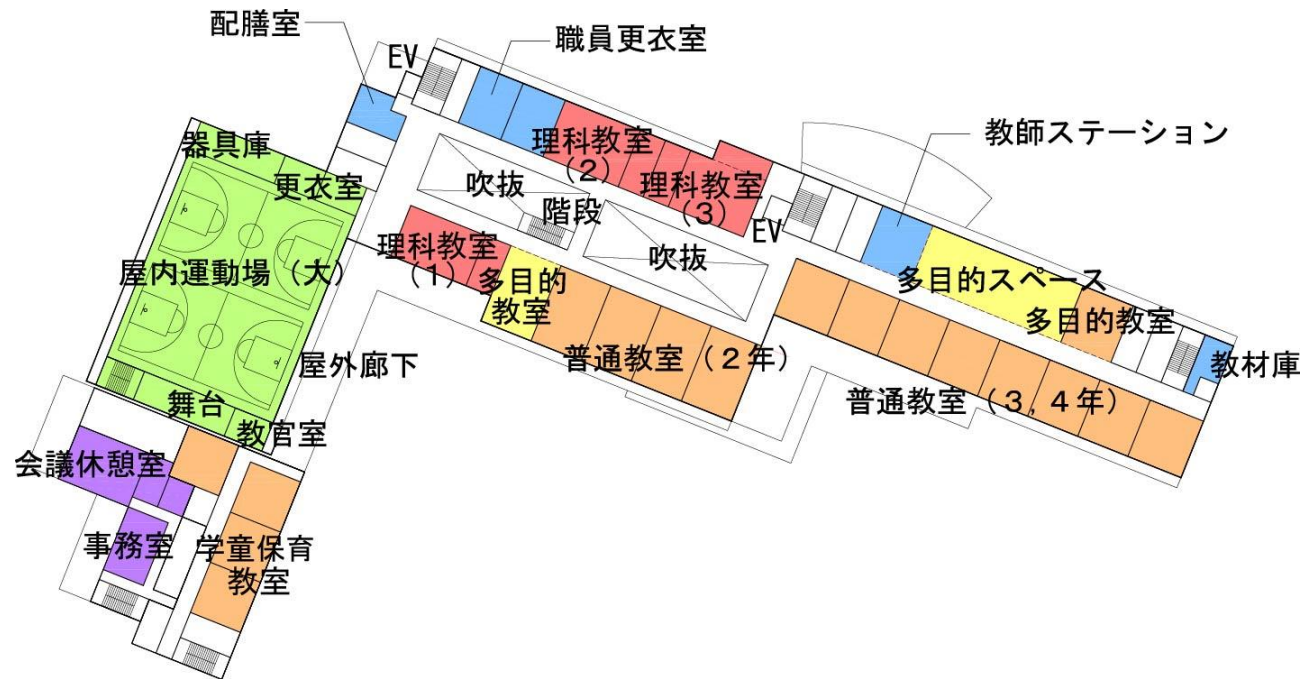 配膳室
EV
職員更衣室
教師ステーション
器具庫
更衣室
理科教室
(2)
吹抜
階段
理科教室
(3)
EV
理科教室
(1)
多目的
教室
吹抜
多目的スペース
多目的教室
教材庫
屋内運動場(大)
屋外廊下
普通教室(2年)
普通教室(3,4年)
舞台
教官室
会議休憩室
事務室
学童保育
教室